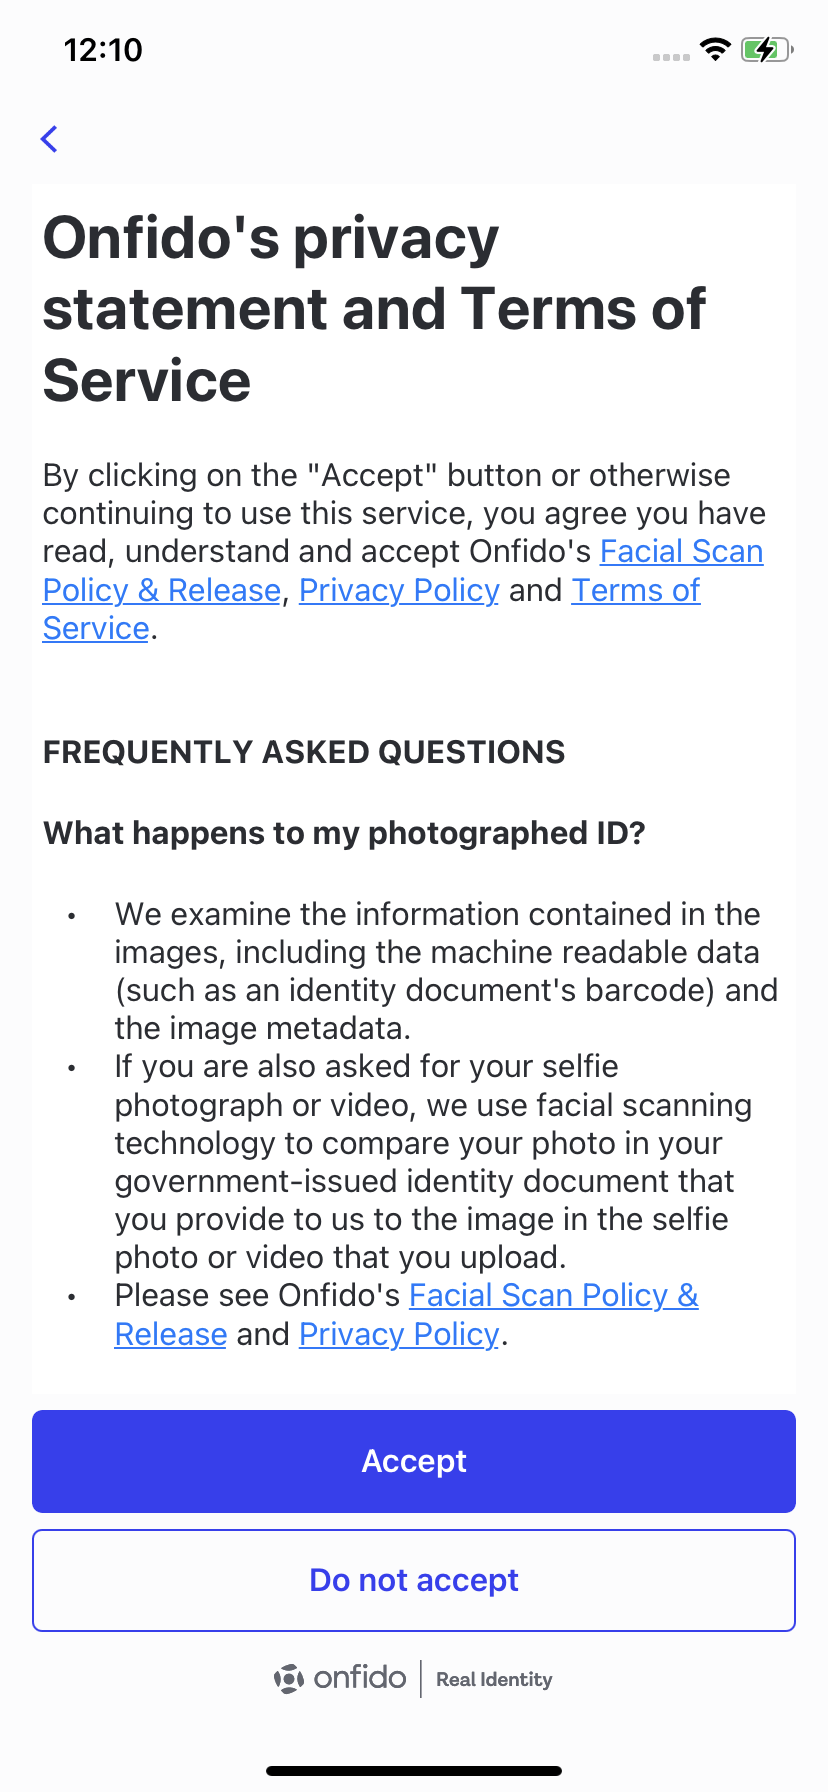 12:10
Onfido's privacy
statement and Terms of
Service
By clicking on the "Accept" button or otherwise
continuing to use this service, you agree you have
read, understand and accept Onfido's Facial Scan
Policy & Release, Privacy Policy and Terms of
Service.
FREQUENTLY ASKED QUESTIONS
What happens to my photographed ID?
• We examine the information contained in the
images, including the machine readable data
(such as an identity document's barcode) and
the image metadata.
• If you are also asked for your selfie
photograph or video, we use facial scanning
technology to compare your photo in your
government-issued identity document that
you provide to us to the image in the selfie
photo or video that you upload.
• Please see Onfido's Facial Scan Policy &
Release and Privacy Policy.
Accept
Do not accept
onfido | Real Identity